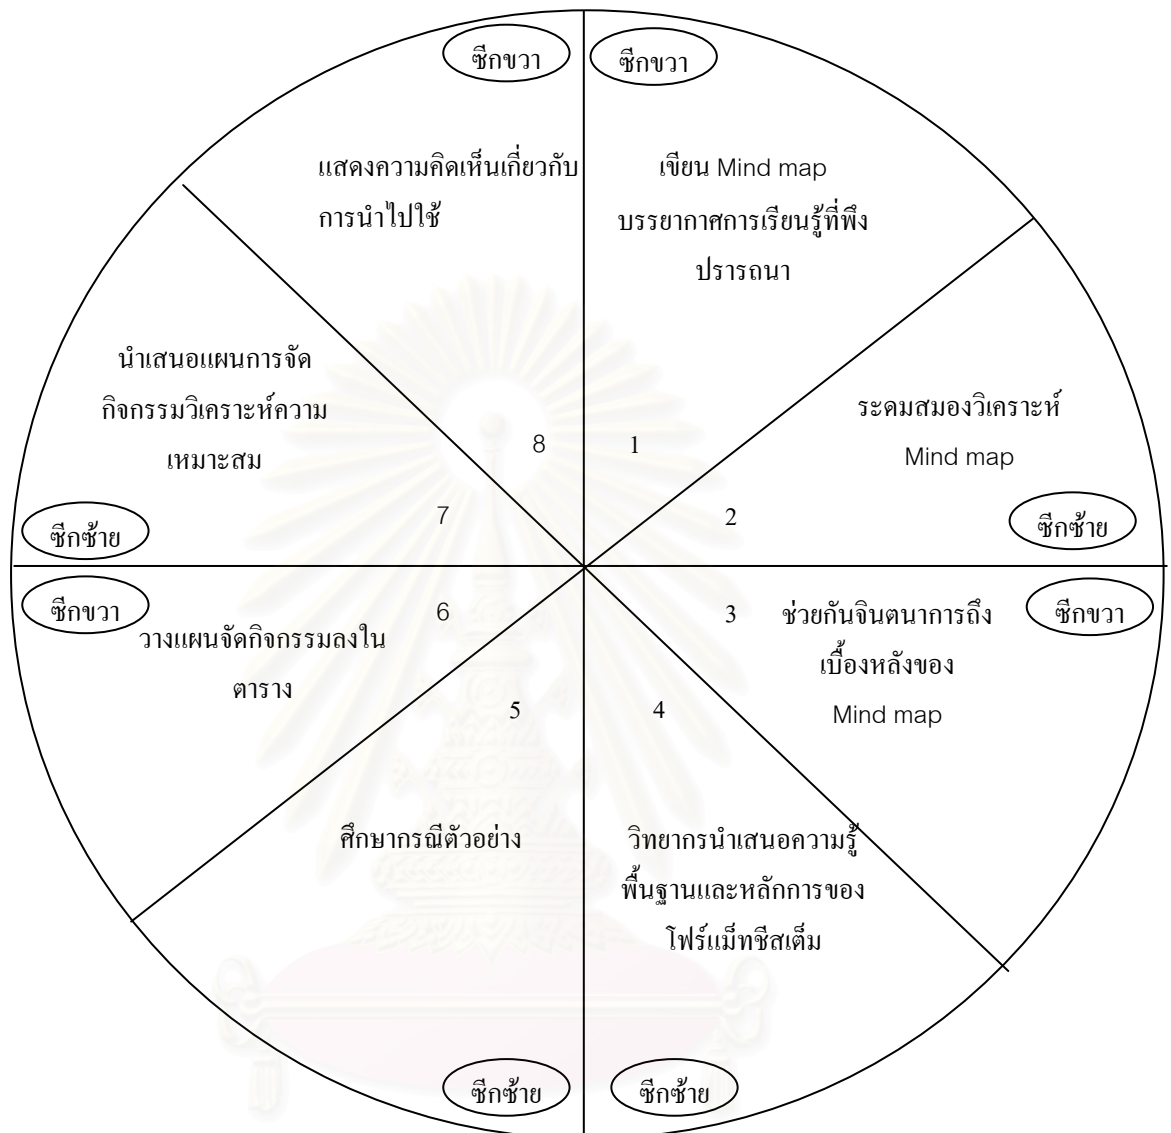 ซีกขวา
เขียน Mind map
บรรยากาศการเรียนรู้ที่พึง
ปรารถนา
1
ระดมสมองวิเคราะห์
Mind map
2
ซีกซ้าย
3
ช่วยกันจินตนาการถึง
เบื้องหลังของ
Mind map
ซีกขวา
4
วิทยากรนำเสนอความรู้
พื้นฐานและหลักการของ
โฟร์แม็ทซีสเต็ม
ซีกซ้าย
5
ศึกษากรณีตัวอย่าง
ซีกซ้าย
6
ซีกขวา
วางแผนจัดกิจกรรมลงใน
ตาราง
นำเสนอแผนการจัด
กิจกรรมวิเคราะห์ความ
เหมาะสม
7
ซีกซ้าย
ซีกขวา
แสดงความคิดเห็นเกี่ยวกับ
การนำไปใช้
8